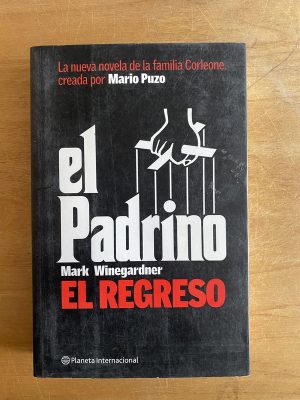 La nueva novela de la familia Corleone,
creada por Mario Puzo
el
Padrino
Mark Winegardner
EL REGRESO
Planeta Internacional